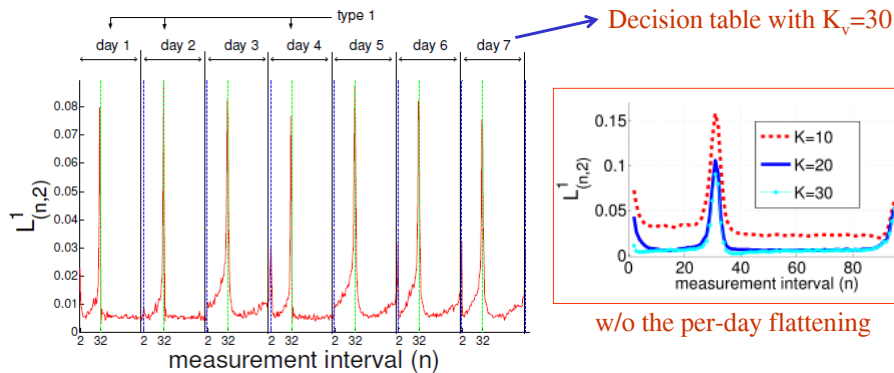 type 1
day 1 day 2 day 3 day 4 day 5 day 6 day 7
Decision table with Kv=30
0.08
0.07
0.06
0.05
0.04
0.03
0.02
0.01
0
L¹(n,2)
2 32 2 32 2 32 2 32 2 32 2 32 2 32 2
measurement interval (n)
0.15
0.1
0.05
0
L¹(n,2)
K=10
K=20
K=30
0 20 40 60 80
measurement interval (n)
w/o the per-day flattening